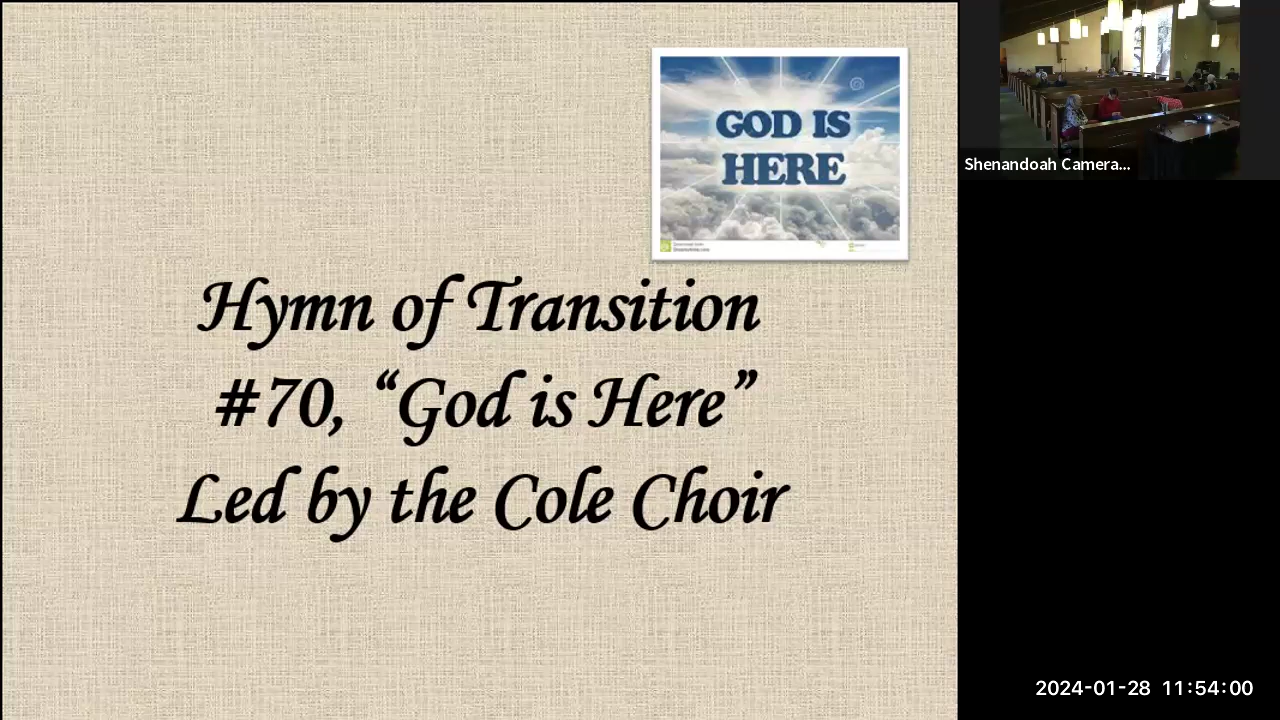 GOD IS
HERE
Hymn of Transition
#70, “God is Here”
Led by the Cole Choir
Shenandoah Camera...
2024-01-28 11:54:00